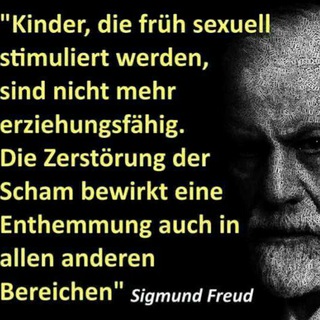 "Kinder, die früh sexuell
stimuliert werden,
sind nicht mehr
erziehungsfähig.
Die Zerstörung der
Scham bewirkt eine
Enthemmung auch in
allen anderen
Bereichen" Sigmund Freud